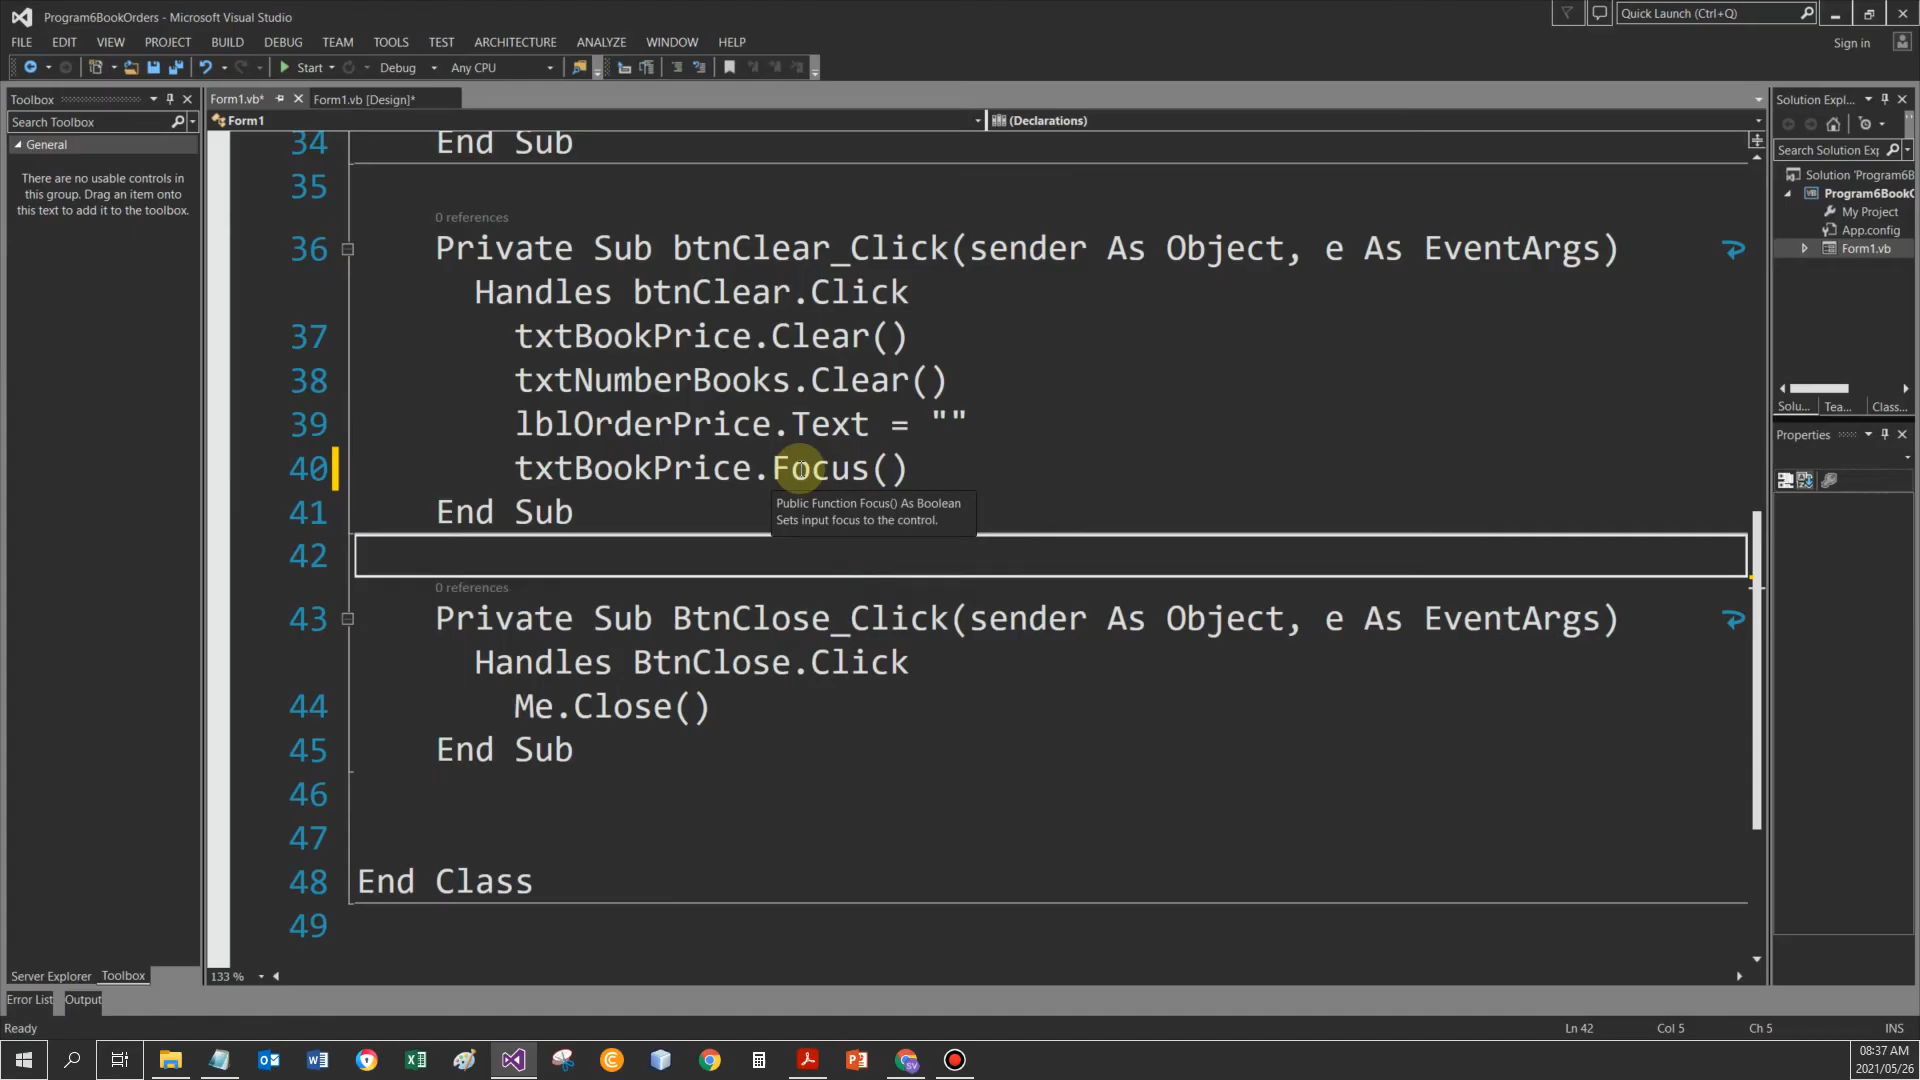 Program6BookOrders - Microsoft Visual Studio
Quick Launch (Ctrl+Q)
FILE EDIT VIEW PROJECT BUILD DEBUG TEAM TOOLS TEST ARCHITECTURE ANALYZE WINDOW HELP
Sign in
Start Debug Any CPU
Toolbox
Form1.vb* Form1.vb [Design]*
Solution Expl...
Search Toolbox
Form1
(Declarations)
General
There are no usable controls in
this group. Drag an item onto
this text to add it to the toolbox.
Search Solution Exp
Solution 'Program6B
Program6BookO
My Project
App.config
Form1.vb
Solu... Tea... Class...
Properties
34 End Sub
35
0 references
36 Private Sub btnClear_Click(sender As Object, e As EventArgs)
Handles btnClear.Click
37 txtBookPrice.Clear()
38 txtNumberBooks.Clear()
39 lblOrderPrice.Text = ""
40 txtBookPrice.Focus()
Public Function Focus() As Boolean
Sets input focus to the control.
41 End Sub
42
0 references
43 Private Sub BtnClose_Click(sender As Object, e As EventArgs)
Handles BtnClose.Click
44 Me.Close()
45 End Sub
46
47
48 End Class
49
133 %
Server Explorer Toolbox
Error List Output
Ready
Ln 42 Col 5 Ch 5 INS
08:37 AM
2021/05/26